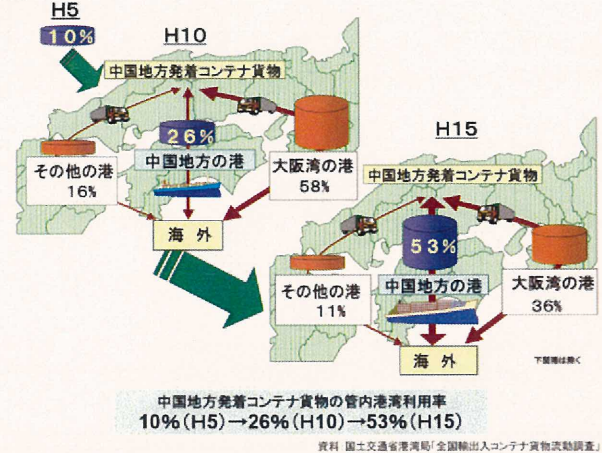 H5
10%
H10
中国地方発着コンテナ貨物
26%
その他の港
16%
中国地方の港
大阪湾の港
58%
海外
H15
中国地方発着コンテナ貨物
53%
その他の港
11%
中国地方の港
大阪湾の港
36%
海外
下関港は除く
中国地方発着コンテナ貨物の管内港湾利用率
10%(H5)→26%(H10)→53%(H15)
資料 国土交通省港湾局「全国輸出入コンテナ貨物流動調査」